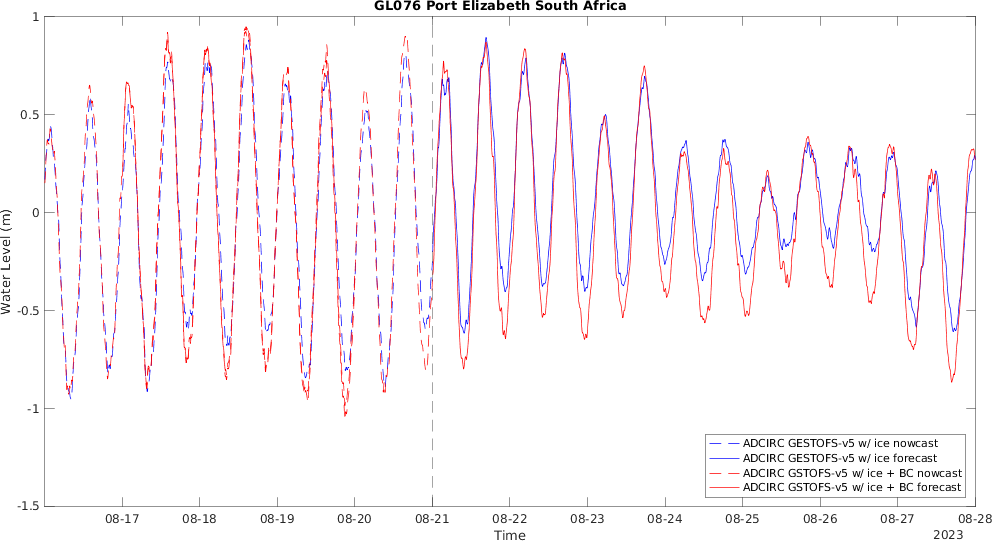 GL076 Port Elizabeth South Africa
1
0.5
0
-0.5
-1
-1.5
Water Level (m)
ADCIRC GESTOFS-v5 w/ ice nowcast
ADCIRC GESTOFS-v5 w/ ice forecast
ADCIRC GSTOFS-v5 w/ ice + BC nowcast
ADCIRC GSTOFS-v5 w/ ice + BC forecast
08-17 08-18 08-19 08-20 08-21 08-22 08-23 08-24 08-25 08-26 08-27 08-28
Time
2023